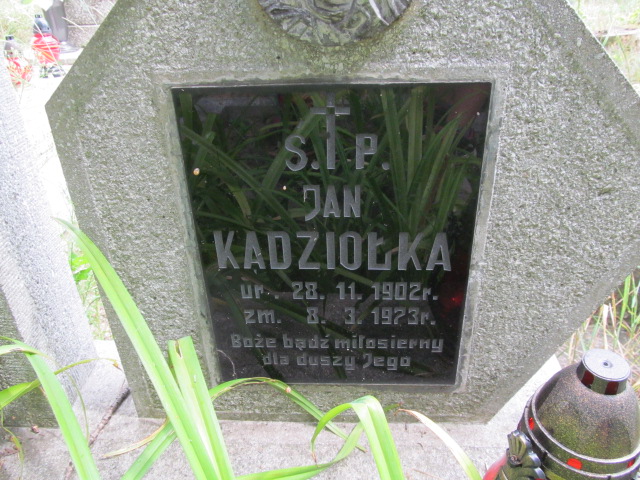 Ś. P.
JAN
KĄDZIOŁKA
ur. 28. 11. 1902r.
zm. 8. 3. 1973r.
Boże bądź miłosierny
dla duszy Jego